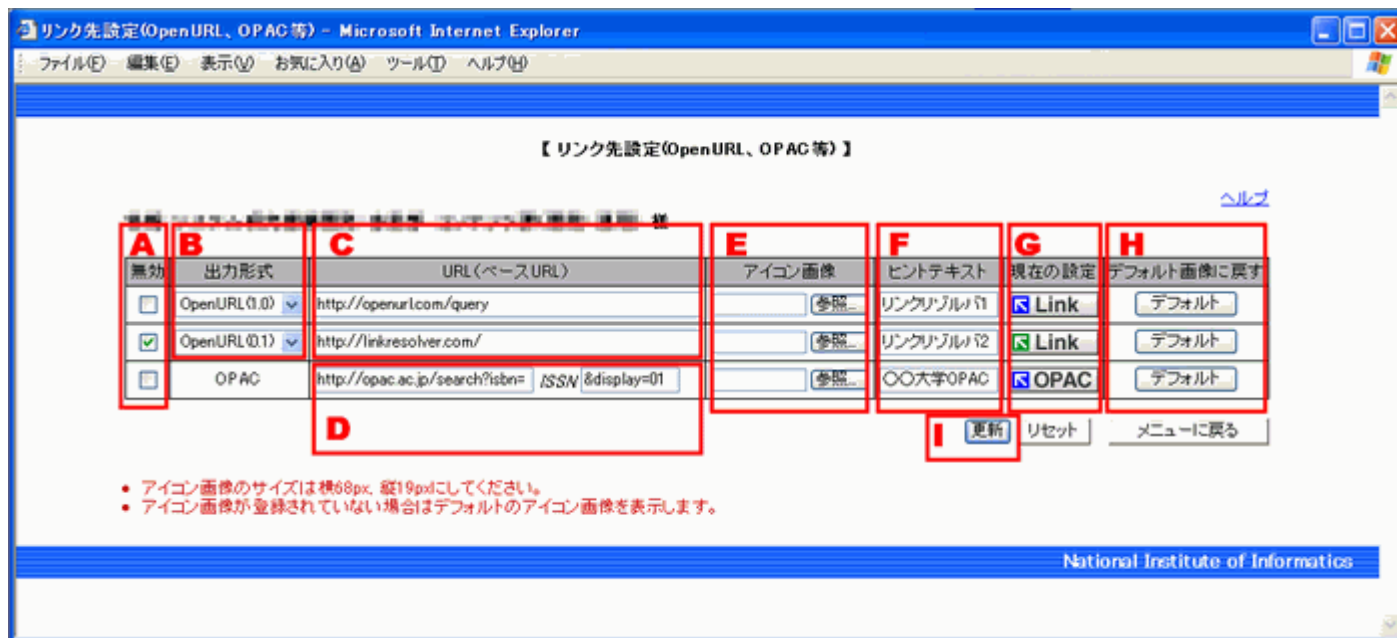 リンク先設定(OpenURL、OPAC等) - Microsoft Internet Explorer
ファイル(F) 編集(E) 表示(V) お気に入り(A) ツール(T) ヘルプ(H)
【 リンク先設定(OpenURL、OPAC等) 】
ヘルプ
様
A B C E F G H
無効 出力形式 URL(ベースURL) アイコン画像 ヒントテキスト 現在の設定 デフォルト画像に戻す
OpenURL(1.0) http://openurl.com/query 参照... リンクリゾルバ1 Link デフォルト
OpenURL(0.1) http://linkresolver.com/ 参照... リンクリゾルバ2 Link デフォルト
OPAC http://opac.ac.jp/search?isbn= ISSN &display=01 参照... 〇〇大学OPAC OPAC デフォルト
D I 更新 リセット メニューに戻る
• アイコン画像のサイズは横68px, 縦19pxにしてください。
• アイコン画像が登録されていない場合はデフォルトのアイコン画像を表示します。
National Institute of Informatics